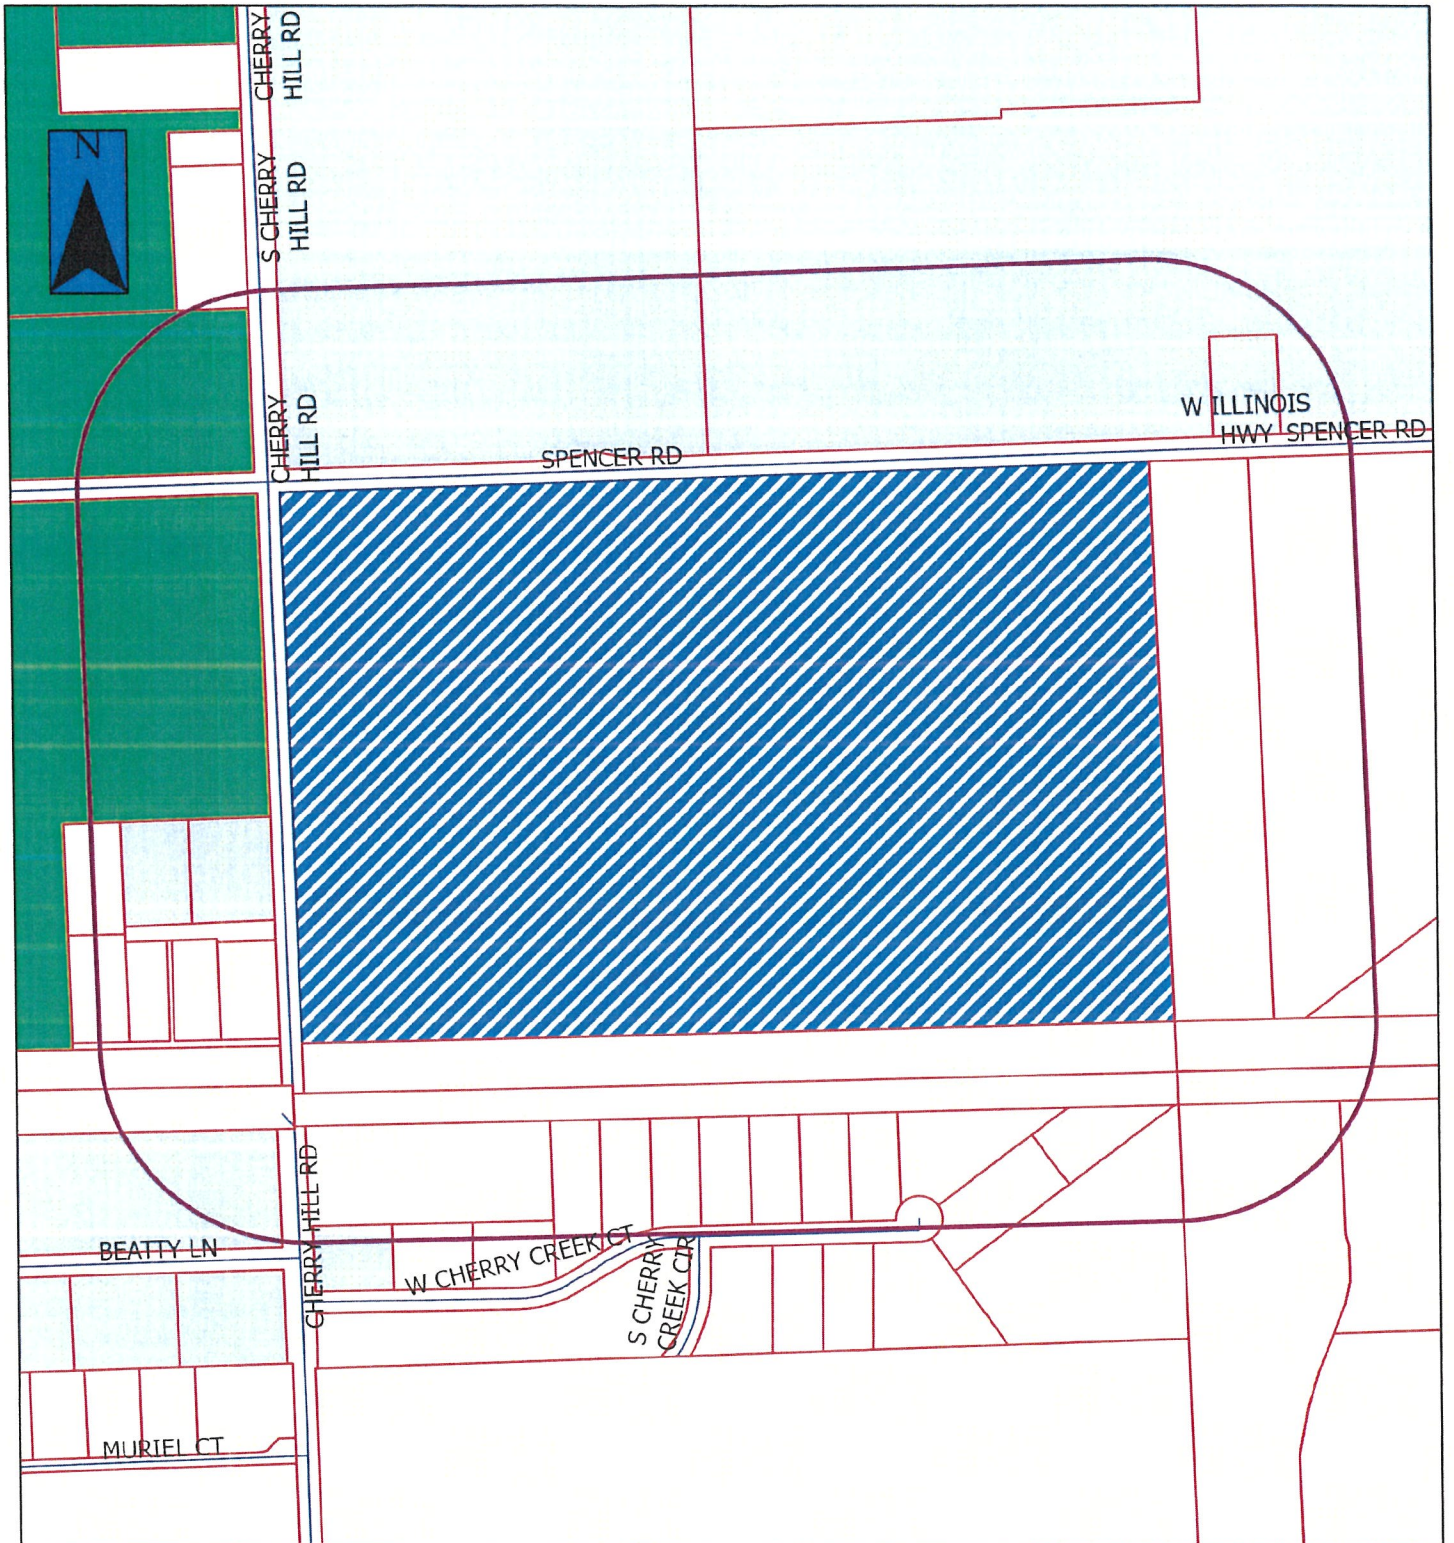 CHERRY
HILL RD
N
S CHERRY
HILL RD
CHERRY
HILL RD
W ILLINOIS
HWY SPENCER RD
SPENCER RD
CHERRY HILL RD
BEATTY LN
W CHERRY CREEK CT
S CHERRY
CREEK CIR
MURIEL CT